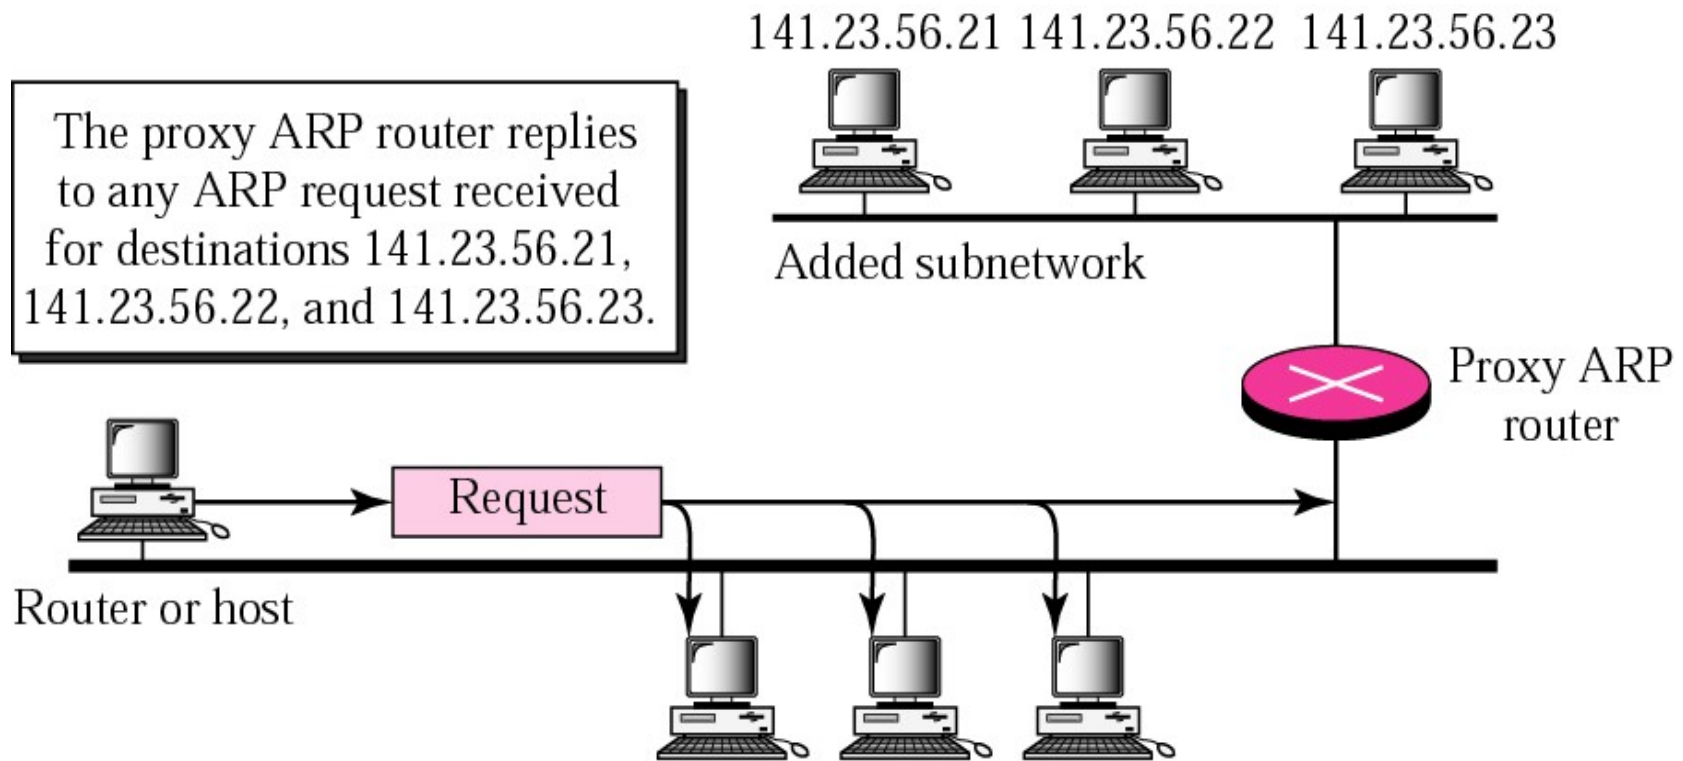 141.23.56.21 141.23.56.22 141.23.56.23
The proxy ARP router replies
to any ARP request received
for destinations 141.23.56.21,
141.23.56.22, and 141.23.56.23.
Added subnetwork
Proxy ARP
router
Request
Router or host